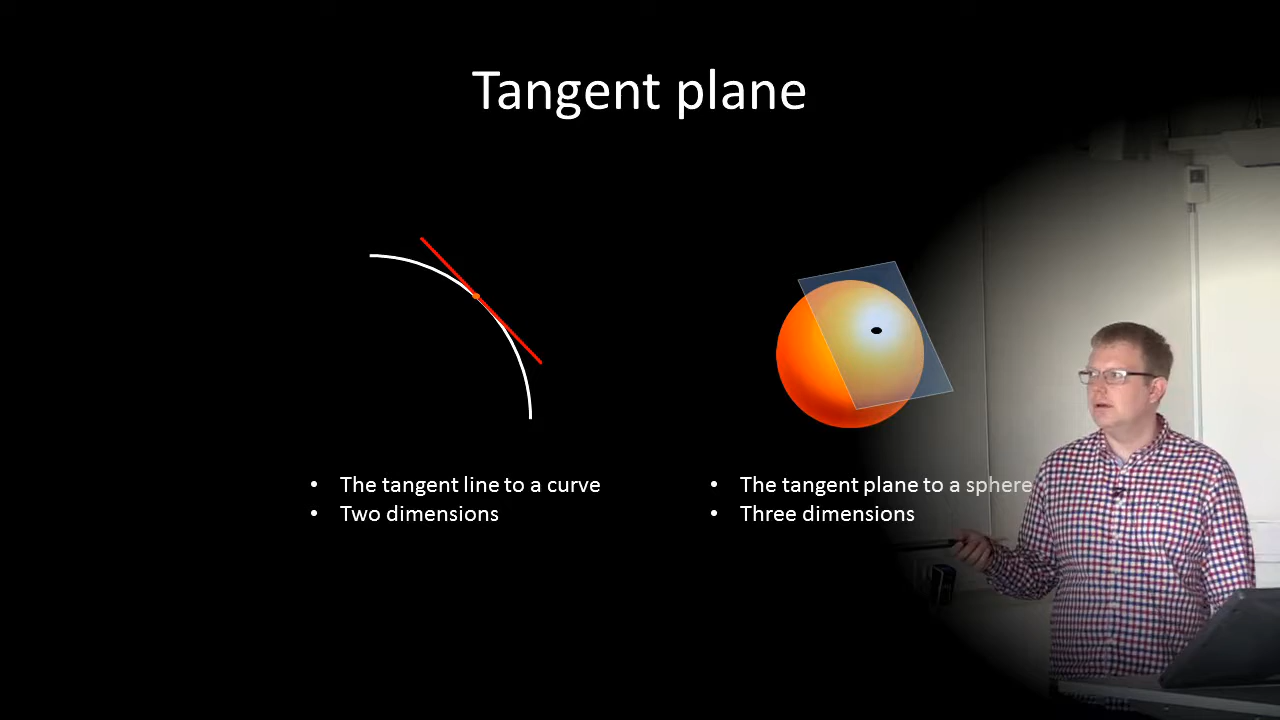 Tangent plane
• The tangent line to a curve
• Two dimensions
• The tangent plane to a sphere
• Three dimensions